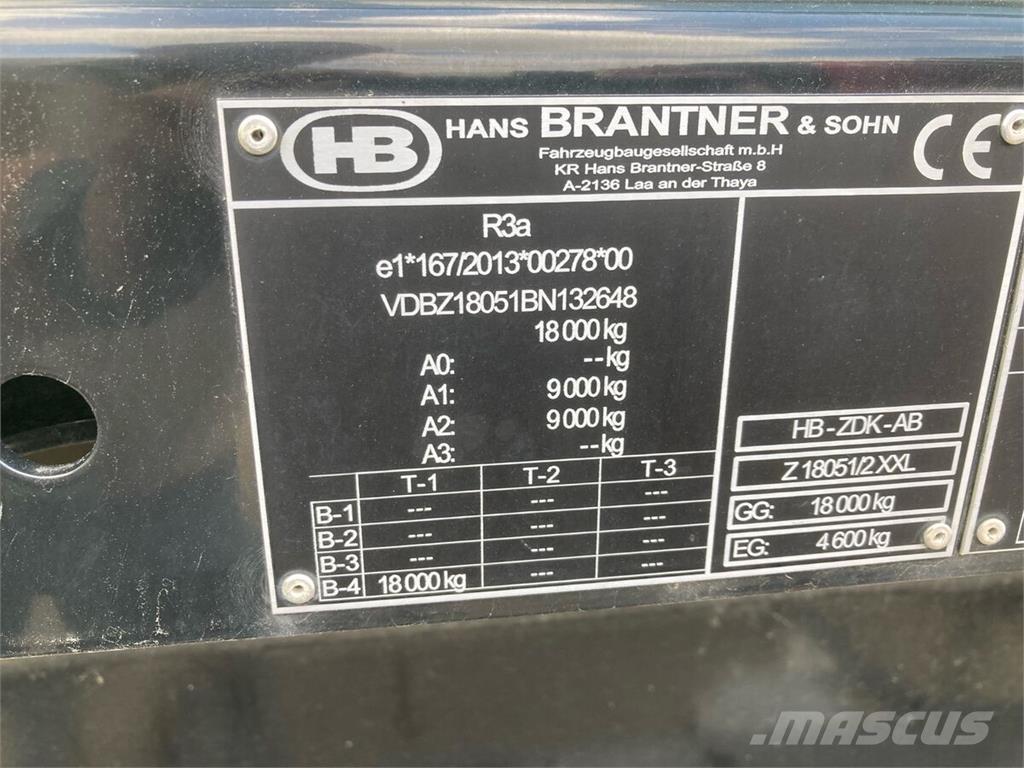 HB HANS BRANTNER & SOHN CE
Fahrzeugbaugesellschaft m.b.H
KR Hans Brantner-Straße 8
A-2136 Laa an der Thaya
R3a
e1*167/2013*00278*00
VDBZ18051BN132648
18 000 kg
A0: -- kg
A1: 9 000 kg
A2: 9 000 kg
A3: -- kg
T-1 T-2 T-3
B-1 --- --- ---
B-2 --- --- ---
B-3 --- --- ---
B-4 18 000 kg --- ---
HB-ZDK-AB
Z 18051/2 XXL
GG: 18 000 kg
EG: 4 600 kg
MASCUS